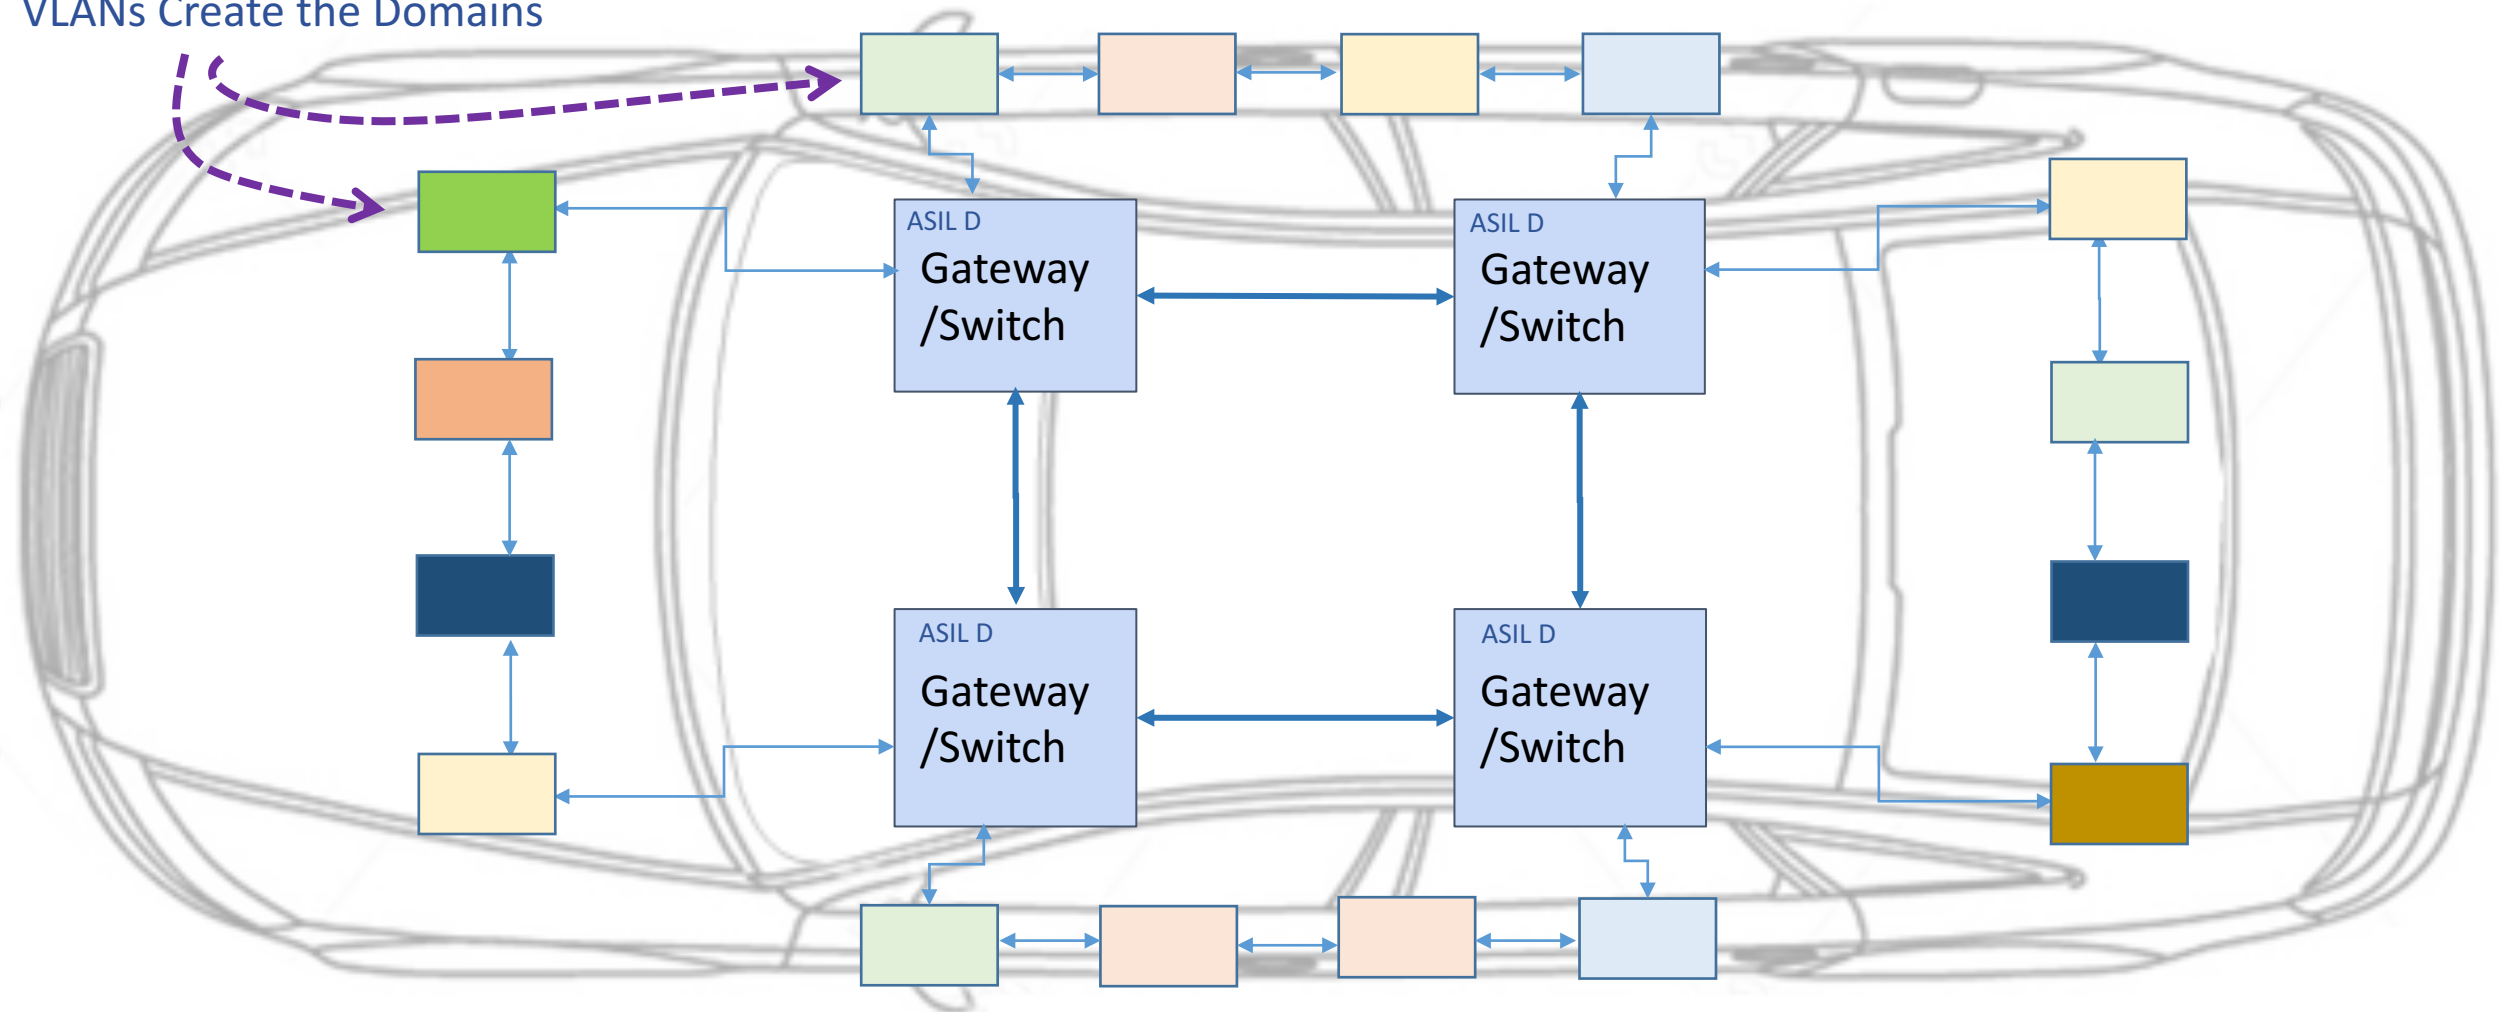 VLANs Create the Domains
ASIL D
Gateway
/Switch
ASIL D
Gateway
/Switch
ASIL D
Gateway
/Switch
ASIL D
Gateway
/Switch